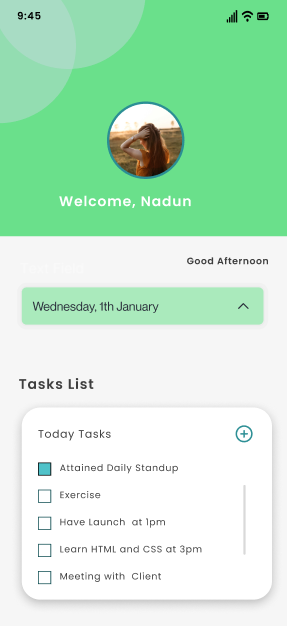 9:45
Welcome, Nadun
Good Afternoon
Wednesday, 1th January
Tasks List
Today Tasks
Attained Daily Standup
Exercise
Have Launch at 1pm
Learn HTML and CSS at 3pm
Meeting with Client